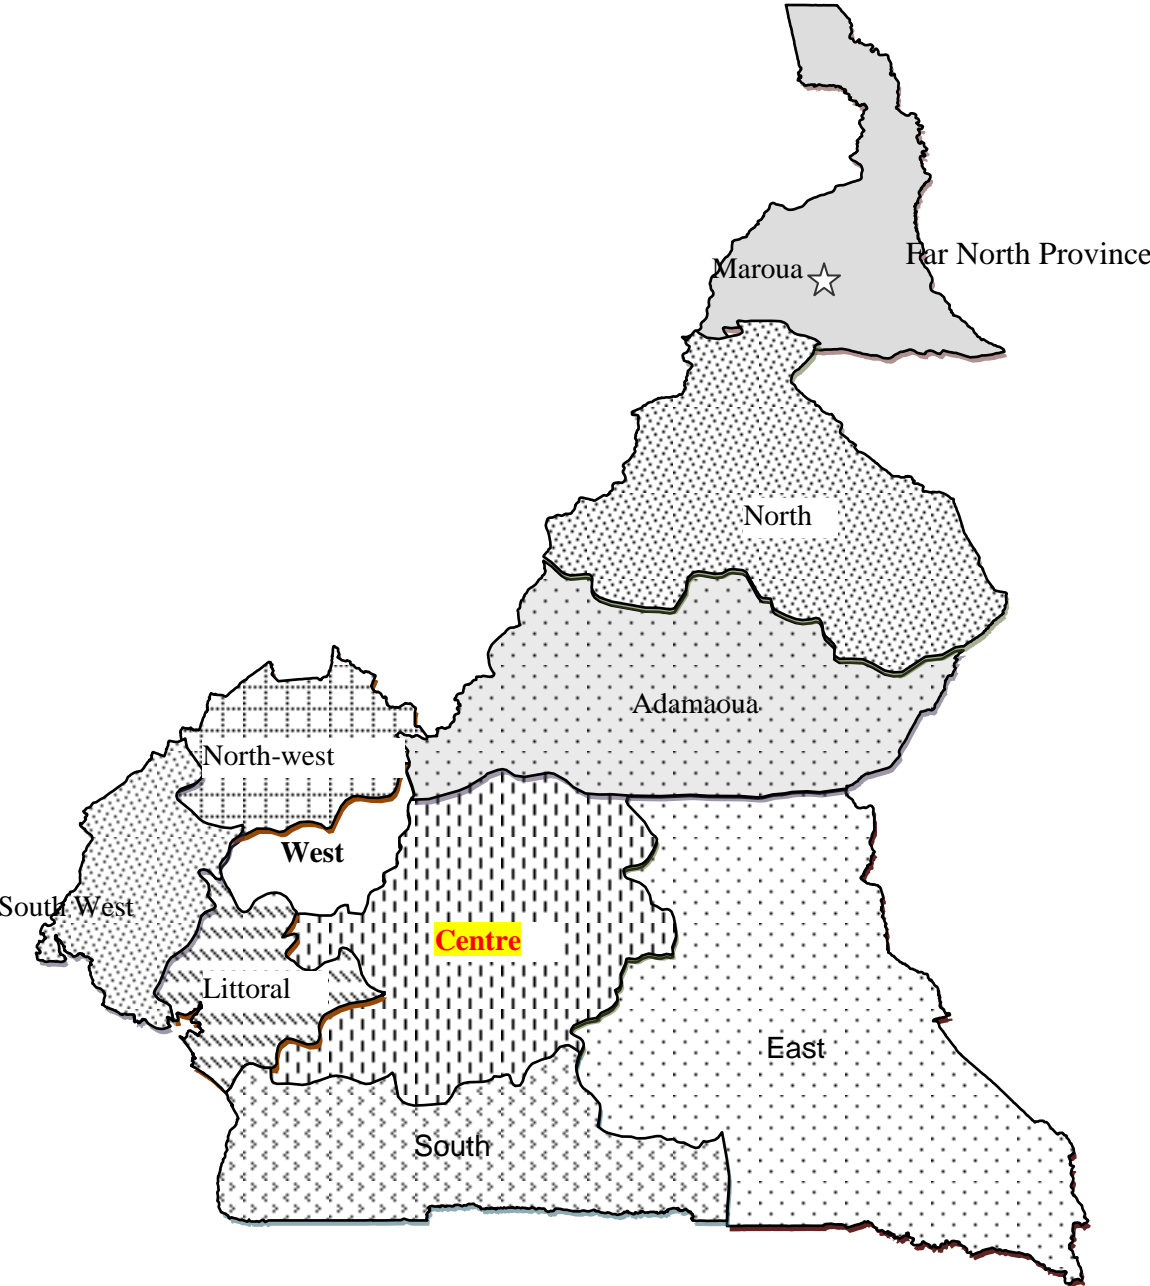 Far North Province
Maroua
North
Adamaoua
North-west
West
South West
Centre
Littoral
East
South